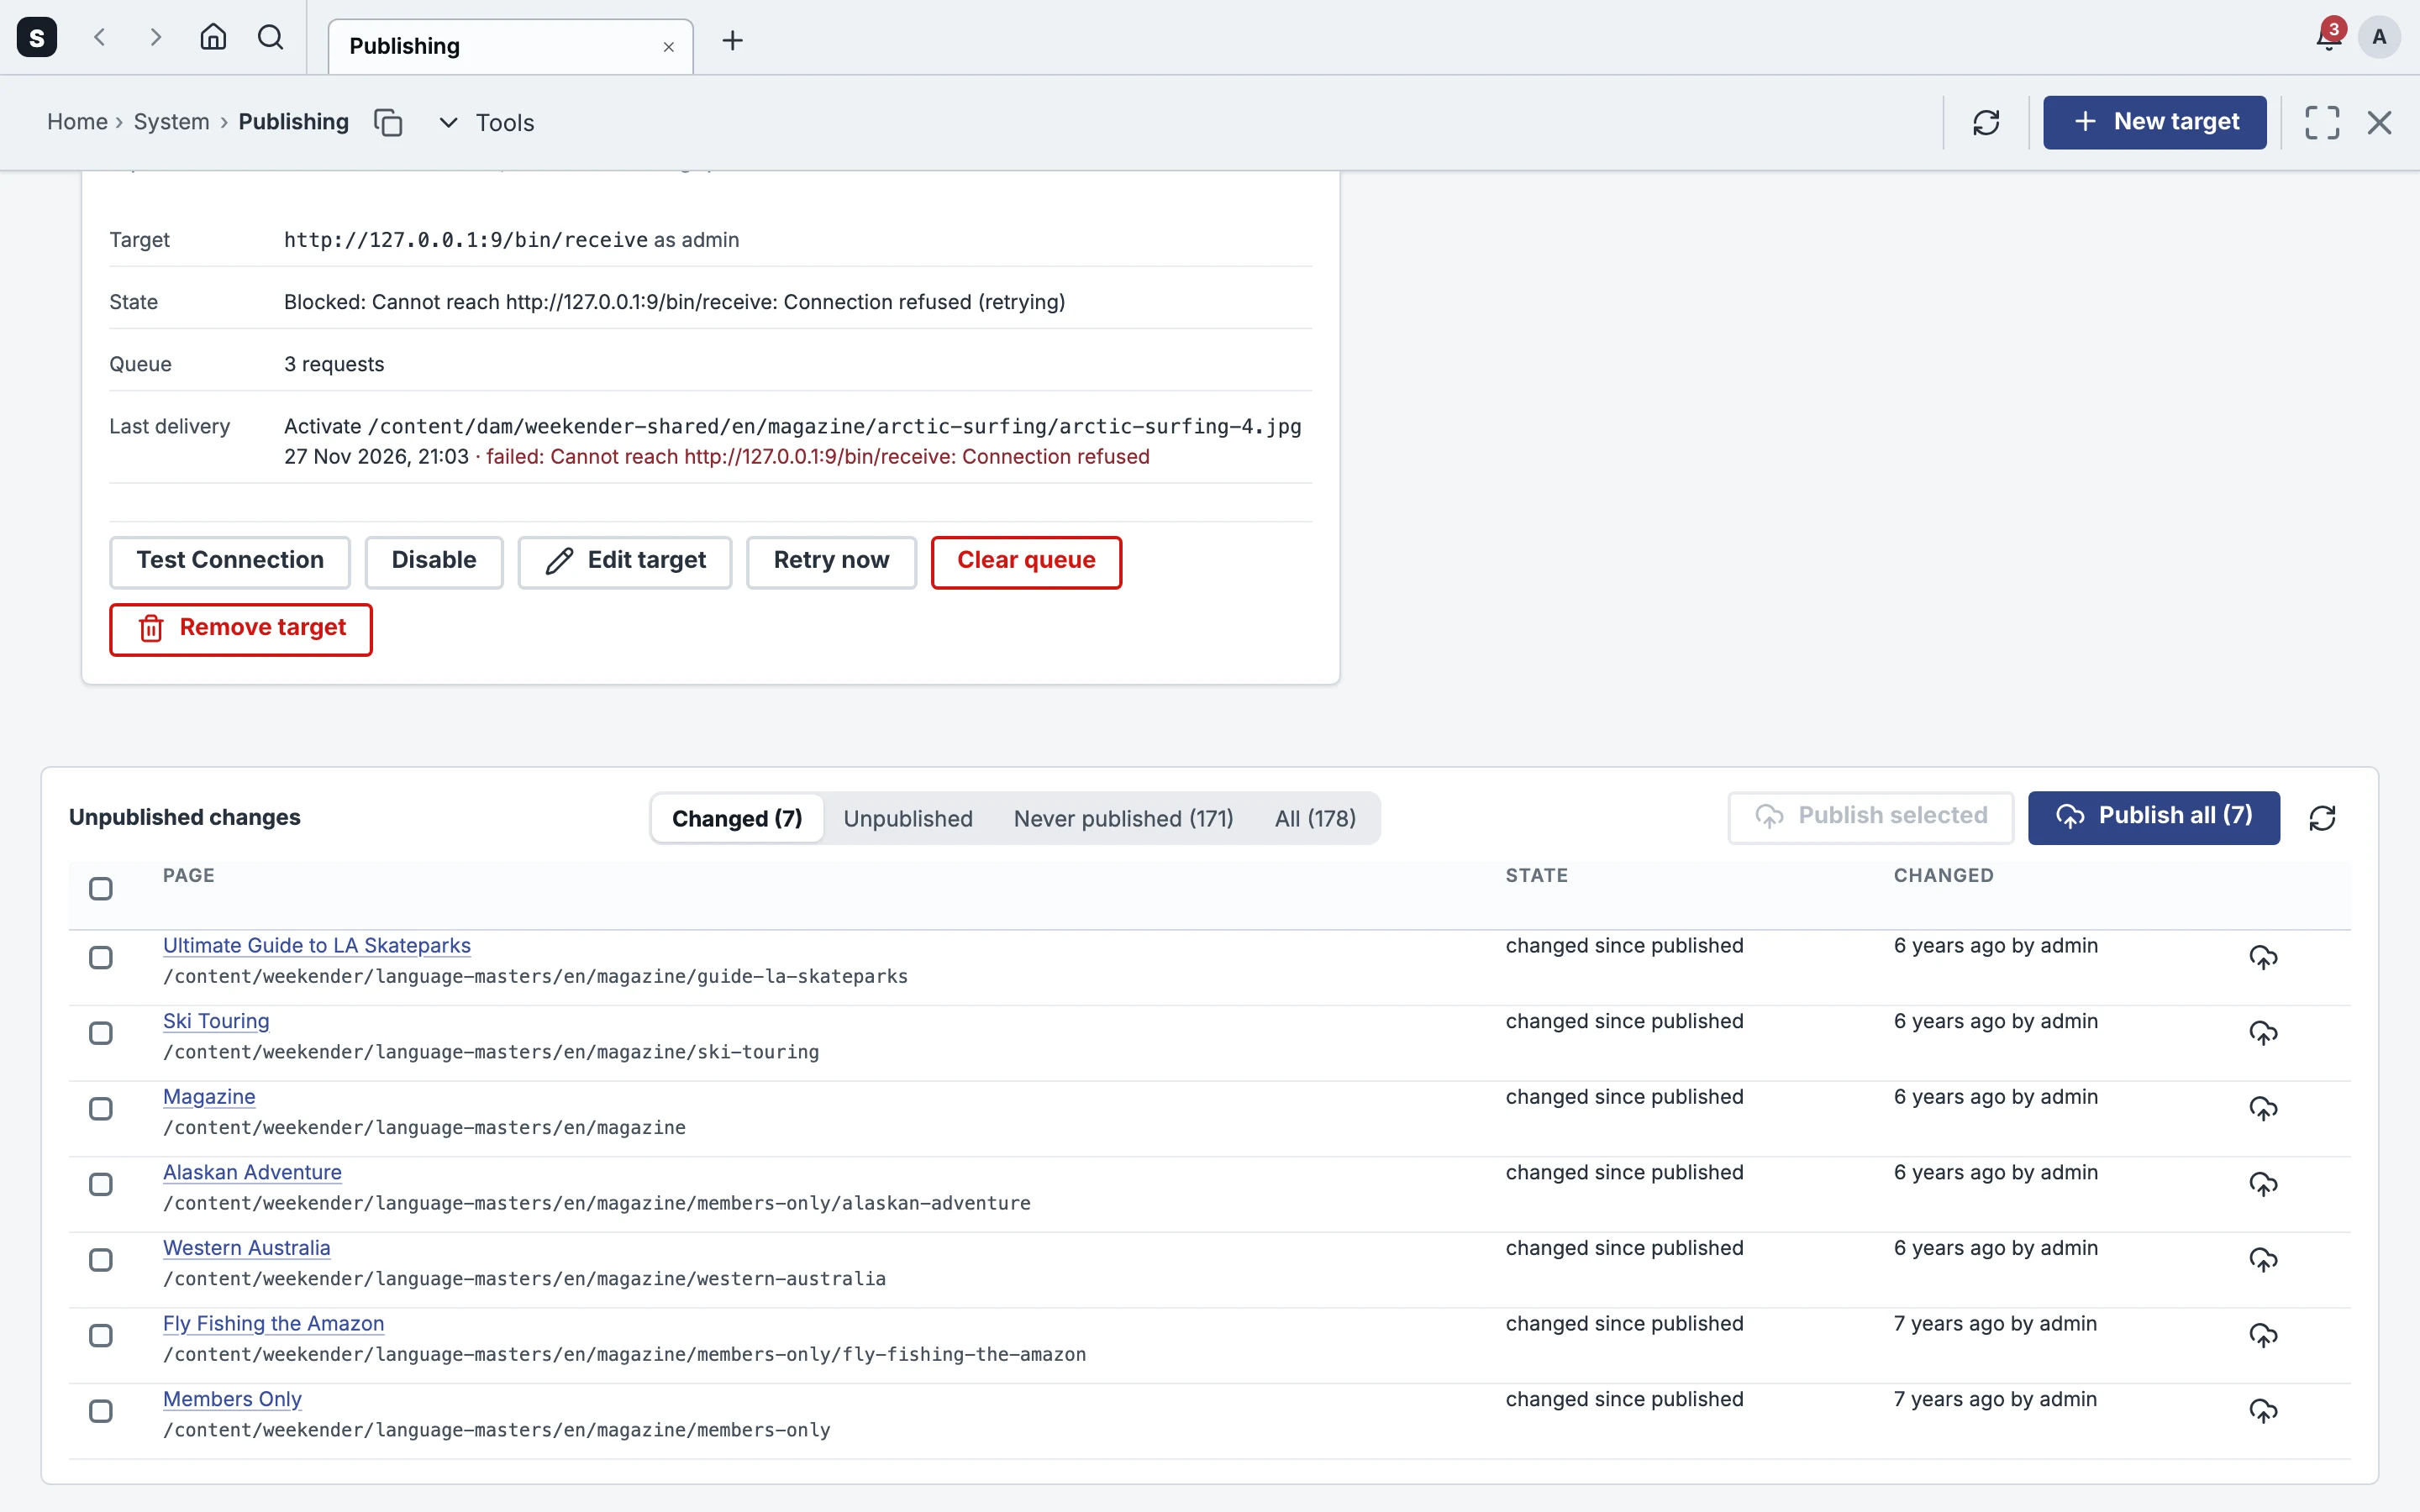 S
Publishing
3
A
Home › System › Publishing
Tools
New target
Target http://127.0.0.1:9/bin/receive as admin
State Blocked: Cannot reach http://127.0.0.1:9/bin/receive: Connection refused (retrying)
Queue 3 requests
Last delivery Activate /content/dam/weekender-shared/en/magazine/arctic-surfing/arctic-surfing-4.jpg
27 Nov 2026, 21:03 · failed: Cannot reach http://127.0.0.1:9/bin/receive: Connection refused
Test Connection Disable Edit target Retry now Clear queue
Remove target
Unpublished changes Changed (7) Unpublished Never published (171) All (178) Publish selected Publish all (7)
PAGE STATE CHANGED
Ultimate Guide to LA Skateparks changed since published 6 years ago by admin
/content/weekender/language-masters/en/magazine/guide-la-skateparks
Ski Touring changed since published 6 years ago by admin
/content/weekender/language-masters/en/magazine/ski-touring
Magazine changed since published 6 years ago by admin
/content/weekender/language-masters/en/magazine
Alaskan Adventure changed since published 6 years ago by admin
/content/weekender/language-masters/en/magazine/members-only/alaskan-adventure
Western Australia changed since published 6 years ago by admin
/content/weekender/language-masters/en/magazine/western-australia
Fly Fishing the Amazon changed since published 7 years ago by admin
/content/weekender/language-masters/en/magazine/members-only/fly-fishing-the-amazon
Members Only changed since published 7 years ago by admin
/content/weekender/language-masters/en/magazine/members-only